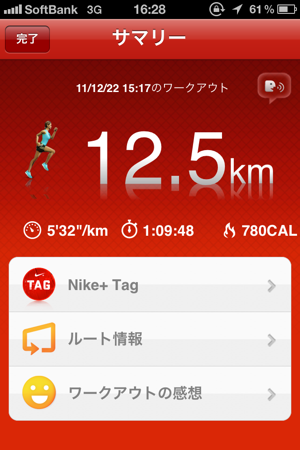 SoftBank 3G 16:28 61%
完了 サマリー
11/12/22 15:17のワークアウト
12.5km
5'32"/km 1:09:48 780CAL
TAG Nike+ Tag
ルート情報
ワークアウトの感想